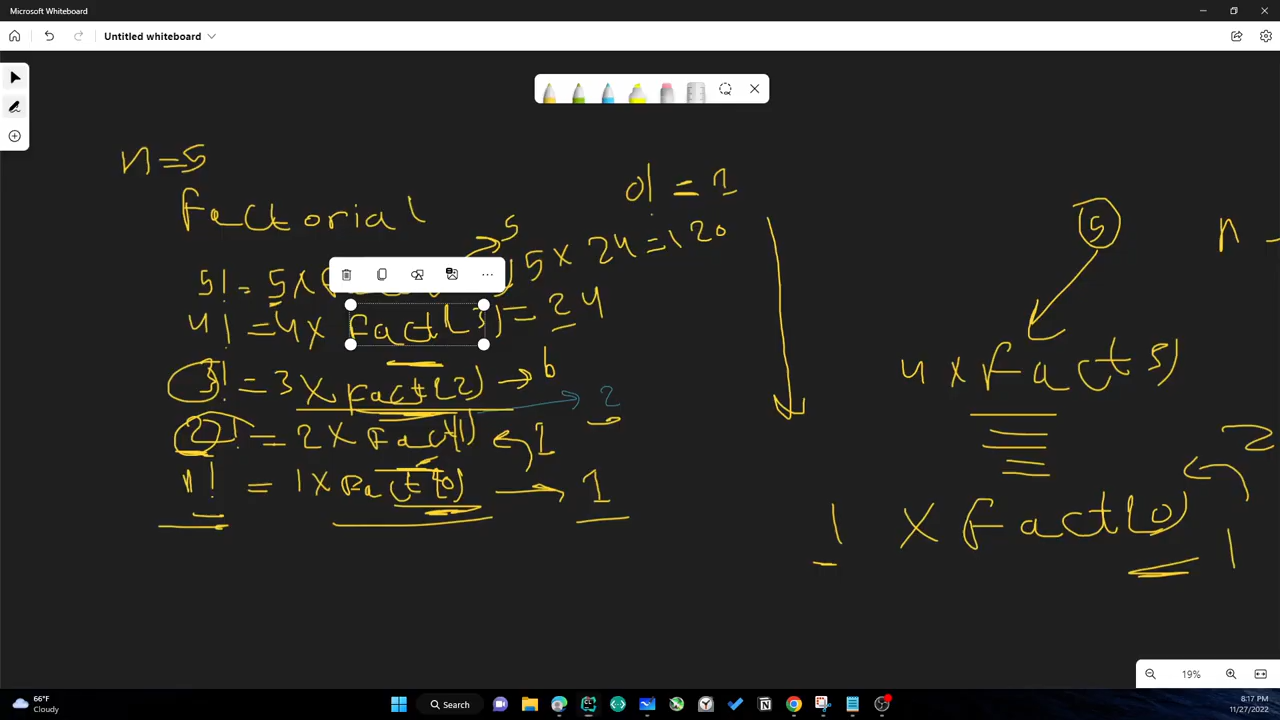 Microsoft Whiteboard
Untitled whiteboard
n=5
Factorial
0! = 1
5
5! = 5 x
5 x 24 = 120
4! = 4 x Fact(3) = 24
3! = 3 x Fact(2) → 6
2
2! = 2 x Fact(1)
1
n! = 1 x Fact(0) → 1
5
n
4 x Fact 5)
2
1 x Fact(0)
1
19%
66°F
Cloudy
Search
8:17 PM
11/27/2022